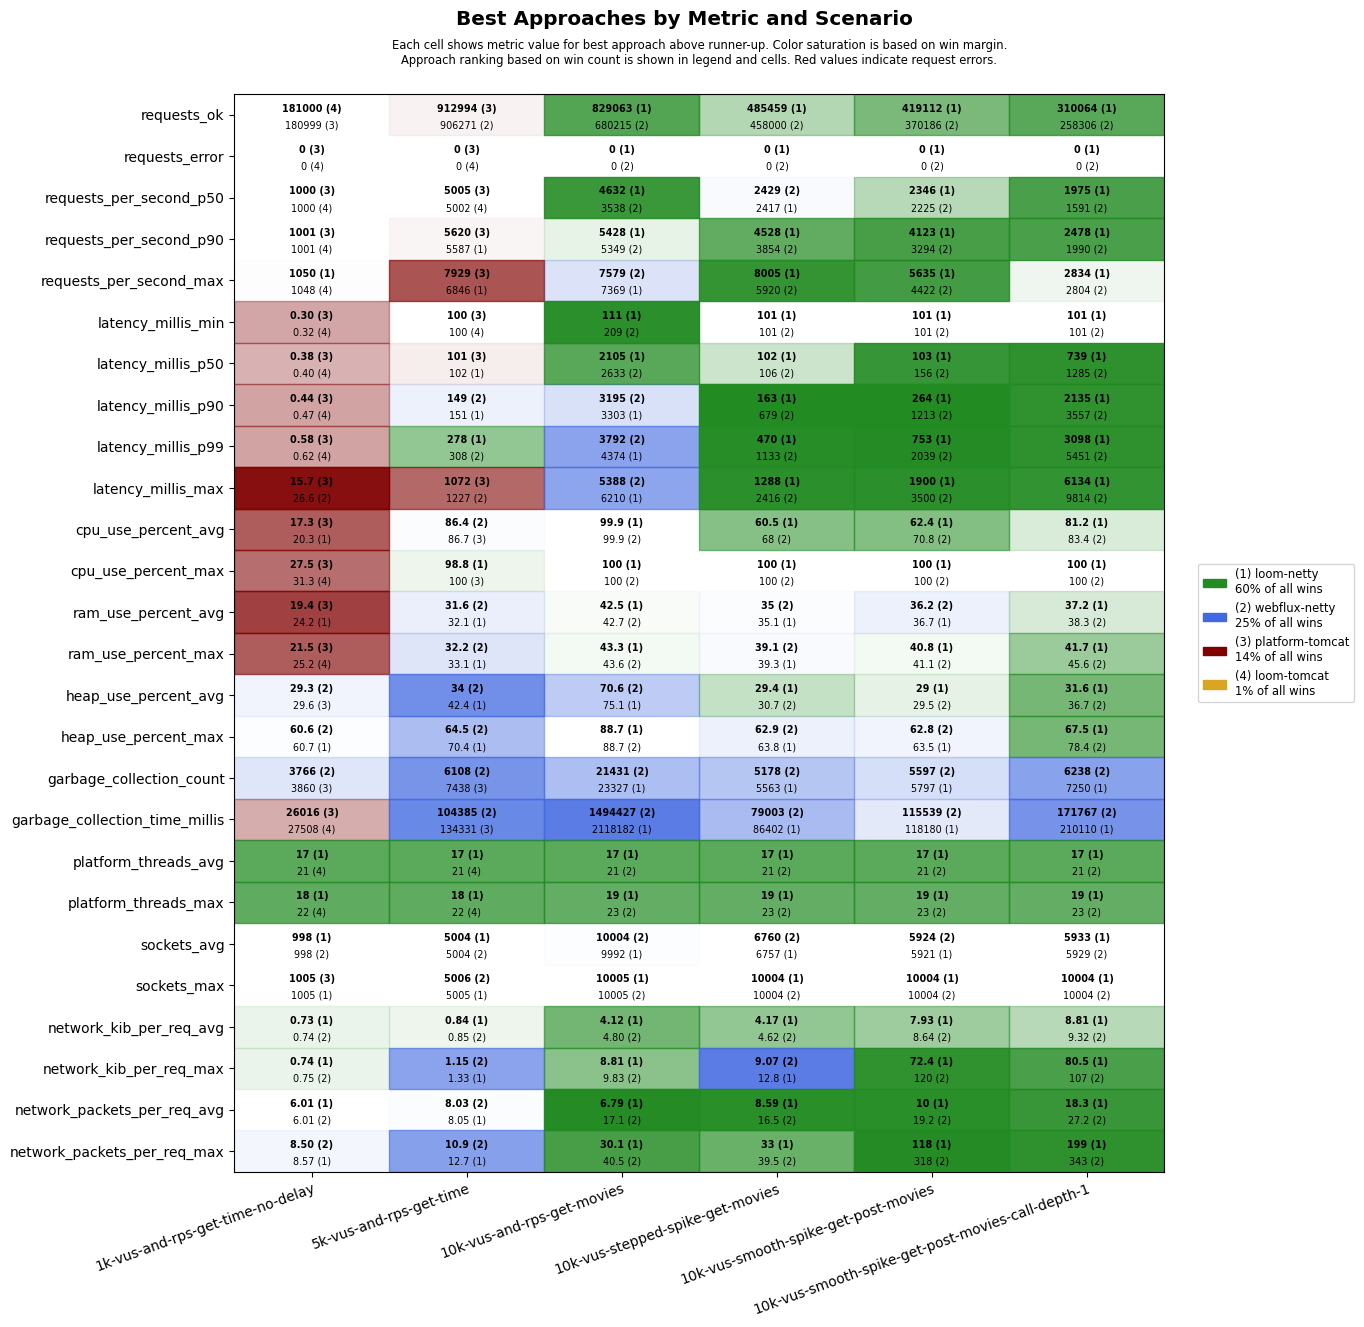 Best Approaches by Metric and Scenario
Each cell shows metric value for best approach above runner-up. Color saturation is based on win margin.
Approach ranking based on win count is shown in legend and cells. Red values indicate request errors.
requests_ok
181000 (4) 912994 (3) 829063 (1) 485459 (1) 419112 (1) 310064 (1)
180999 (3) 906271 (2) 680215 (2) 458000 (2) 370186 (2) 258306 (2)
requests_error
0 (3) 0 (3) 0 (1) 0 (1) 0 (1) 0 (1)
0 (4) 0 (4) 0 (2) 0 (2) 0 (2) 0 (2)
requests_per_second_p50
1000 (3) 5005 (3) 4632 (1) 2429 (2) 2346 (1) 1975 (1)
1000 (4) 5002 (4) 3538 (2) 2417 (1) 2225 (2) 1591 (2)
requests_per_second_p90
1001 (3) 5620 (3) 5428 (1) 4528 (1) 4123 (1) 2478 (1)
1001 (4) 5587 (1) 5349 (2) 3854 (2) 3294 (2) 1990 (2)
requests_per_second_max
1050 (1) 7929 (3) 7579 (2) 8005 (1) 5635 (1) 2834 (1)
1048 (4) 6846 (1) 7369 (1) 5920 (2) 4422 (2) 2804 (2)
latency_millis_min
0.30 (3) 100 (3) 111 (1) 101 (1) 101 (1) 101 (1)
0.32 (4) 100 (4) 209 (2) 101 (2) 101 (2) 101 (2)
latency_millis_p50
0.38 (3) 101 (3) 2105 (1) 102 (1) 103 (1) 739 (1)
0.40 (4) 102 (1) 2633 (2) 106 (2) 156 (2) 1285 (2)
latency_millis_p90
0.44 (3) 149 (2) 3195 (2) 163 (1) 264 (1) 2135 (1)
0.47 (4) 151 (1) 3303 (1) 679 (2) 1213 (2) 3557 (2)
latency_millis_p99
0.58 (3) 278 (1) 3792 (2) 470 (1) 753 (1) 3098 (1)
0.62 (4) 308 (2) 4374 (1) 1133 (2) 2039 (2) 5451 (2)
latency_millis_max
15.7 (3) 1072 (3) 5388 (2) 1288 (1) 1900 (1) 6134 (1)
26.6 (2) 1227 (2) 6210 (1) 2416 (2) 3500 (2) 9814 (2)
cpu_use_percent_avg
17.3 (3) 86.4 (2) 99.9 (1) 60.5 (1) 62.4 (1) 81.2 (1)
20.3 (1) 86.7 (3) 99.9 (2) 68 (2) 70.8 (2) 83.4 (2)
cpu_use_percent_max
27.5 (3) 98.8 (1) 100 (1) 100 (1) 100 (1) 100 (1)
31.3 (4) 100 (3) 100 (2) 100 (2) 100 (2) 100 (2)
ram_use_percent_avg
19.4 (3) 31.6 (2) 42.5 (1) 35 (2) 36.2 (2) 37.2 (1)
24.2 (1) 32.1 (1) 42.7 (2) 35.1 (1) 36.7 (1) 38.3 (2)
ram_use_percent_max
21.5 (3) 32.2 (2) 43.3 (1) 39.1 (2) 40.8 (1) 41.7 (1)
25.2 (4) 33.1 (1) 43.6 (2) 39.3 (1) 41.1 (2) 45.6 (2)
heap_use_percent_avg
29.3 (2) 34 (2) 70.6 (2) 29.4 (1) 29 (1) 31.6 (1)
29.6 (3) 42.4 (1) 75.1 (1) 30.7 (2) 29.5 (2) 36.7 (2)
heap_use_percent_max
60.6 (2) 64.5 (2) 88.7 (1) 62.9 (2) 62.8 (2) 67.5 (1)
60.7 (1) 70.4 (1) 88.7 (2) 63.8 (1) 63.5 (1) 78.4 (2)
garbage_collection_count
3766 (2) 6108 (2) 21431 (2) 5178 (2) 5597 (2) 6238 (2)
3860 (3) 7438 (3) 23327 (1) 5563 (1) 5797 (1) 7250 (1)
garbage_collection_time_millis
26016 (3) 104385 (2) 1494427 (2) 79003 (2) 115539 (2) 171767 (2)
27508 (4) 134331 (3) 2118182 (1) 86402 (1) 118180 (1) 210110 (1)
platform_threads_avg
17 (1) 17 (1) 17 (1) 17 (1) 17 (1) 17 (1)
21 (4) 21 (4) 21 (2) 21 (2) 21 (2) 21 (2)
platform_threads_max
18 (1) 18 (1) 19 (1) 19 (1) 19 (1) 19 (1)
22 (4) 22 (4) 23 (2) 23 (2) 23 (2) 23 (2)
sockets_avg
998 (1) 5004 (1) 10004 (2) 6760 (2) 5924 (2) 5933 (1)
998 (2) 5004 (2) 9992 (1) 6757 (1) 5921 (1) 5929 (2)
sockets_max
1005 (3) 5006 (2) 10005 (1) 10004 (1) 10004 (1) 10004 (1)
1005 (1) 5005 (1) 10005 (2) 10004 (2) 10004 (2) 10004 (2)
network_kib_per_req_avg
0.73 (1) 0.84 (1) 4.12 (1) 4.17 (1) 7.93 (1) 8.81 (1)
0.74 (2) 0.85 (2) 4.80 (2) 4.62 (2) 8.64 (2) 9.32 (2)
network_kib_per_req_max
0.74 (1) 1.15 (2) 8.81 (1) 9.07 (2) 72.4 (1) 80.5 (1)
0.75 (2) 1.33 (1) 9.83 (2) 12.8 (1) 120 (2) 107 (2)
network_packets_per_req_avg
6.01 (1) 8.03 (2) 6.79 (1) 8.59 (1) 10 (1) 18.3 (1)
6.01 (2) 8.05 (1) 17.1 (2) 16.5 (2) 19.2 (2) 27.2 (2)
network_packets_per_req_max
8.50 (2) 10.9 (2) 30.1 (1) 33 (1) 118 (1) 199 (1)
8.57 (1) 12.7 (1) 40.5 (2) 39.5 (2) 318 (2) 343 (2)
1k-vus-and-rps-get-time-no-delay
5k-vus-and-rps-get-time
10k-vus-and-rps-get-movies
10k-vus-stepped-spike-get-movies
10k-vus-smooth-spike-get-post-movies
10k-vus-smooth-spike-get-post-movies-call-depth-1
(1) loom-netty
60% of all wins
(2) webflux-netty
25% of all wins
(3) platform-tomcat
14% of all wins
(4) loom-tomcat
1% of all wins